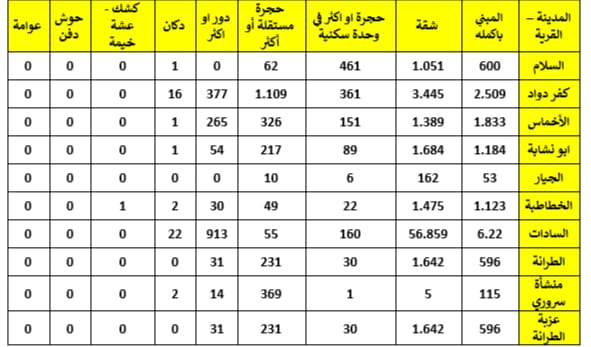 المدينة – القرية | المبني باكمله | شقة | حجرة او اكثر في وحدة سكنية | حجرة مستقلة أو أكثر | دور او اكثر | دكان | كشك - عشة خيمة | حوش دفن | عوامة
السلام | 600 | 1.051 | 461 | 62 | 0 | 1 | 0 | 0 | 0
كفر دواد | 2.509 | 3.445 | 361 | 1.109 | 377 | 16 | 0 | 0 | 0
الأخماس | 1.833 | 1.389 | 151 | 326 | 265 | 1 | 0 | 0 | 0
ابو نشابة | 1.184 | 1.684 | 89 | 217 | 54 | 1 | 0 | 0 | 0
الجيار | 53 | 162 | 6 | 10 | 0 | 0 | 0 | 0 | 0
الخطاطبة | 1.123 | 1.475 | 22 | 49 | 30 | 2 | 1 | 0 | 0
السادات | 6.22 | 56.859 | 160 | 55 | 913 | 22 | 0 | 0 | 0
الطرانة | 596 | 1.642 | 30 | 231 | 31 | 0 | 0 | 0 | 0
منشأة سروري | 115 | 5 | 1 | 369 | 14 | 2 | 0 | 0 | 0
عزبة الطرانة | 596 | 1.642 | 30 | 231 | 31 | 0 | 0 | 0 | 0